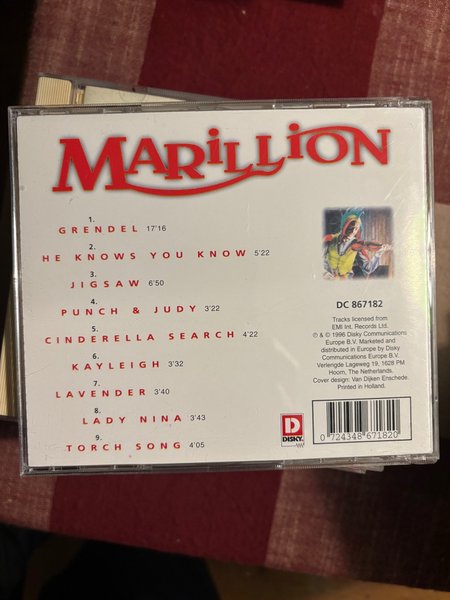 MARiLLiON
1.
GRENDEL 17'16
2.
HE KNOWS YOU KNOW 5'22
3.
JIGSAW 6'50
4.
PUNCH & JUDY 3'22
5.
CINDERELLA SEARCH 4'22
6.
KAYLEIGH 3'32
7.
LAVENDER 3'40
8.
LADY NINA 3'43
9.
TORCH SONG 4'05
DC 867182
Tracks licensed from
EMI Int. Records Ltd.
℗ & © 1996 Disky Communications
Europe B.V. Marketed and
distributed in Europe by Disky
Communications Europe B.V.
Verlengde Lageweg 19, 1628 PM
Hoorn, The Netherlands.
Cover design: Van Dijken Enschede.
Printed in Holland.
D
DISKY
0 724348 671820